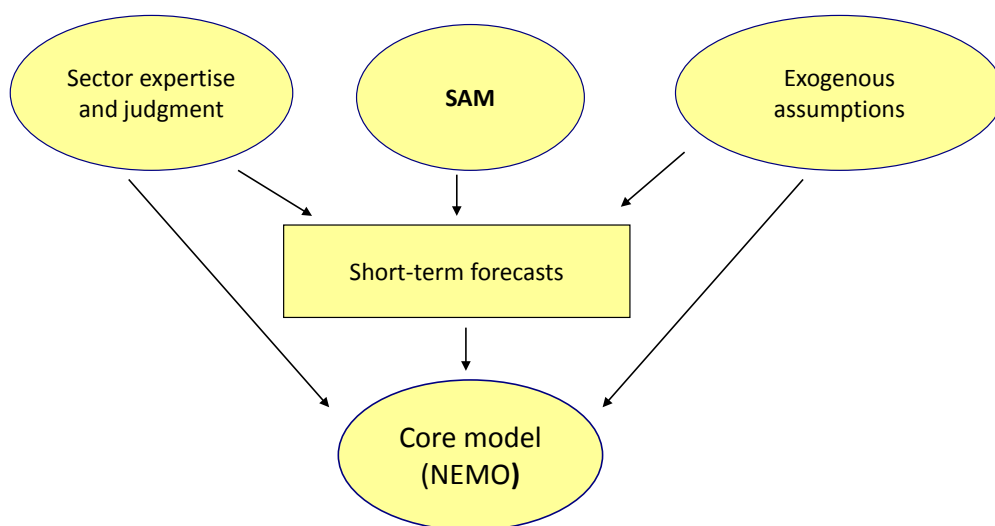 Sector expertise
and judgment
SAM
Exogenous
assumptions
Short-term forecasts
Core model
(NEMO)